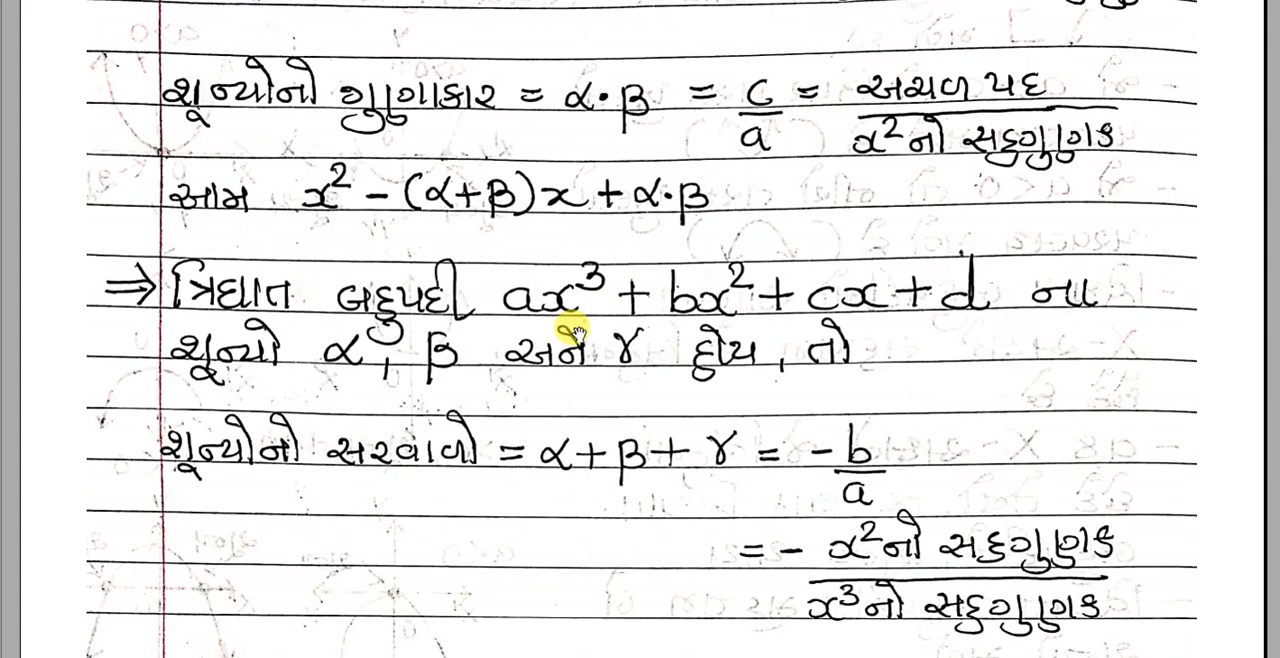 શૂન્યોનો ગુણાકાર = α·β = c/a = અચળ પદ / x²નો સહગુણક
આમ x² - (α+β)x + α·β
⇒ ત્રિઘાત બહુપદી ax³ + bx² + cx + d ના
શૂન્યો α, β અને γ હોય, તો
શૂન્યોનો સરવાળો = α + β + γ = -b/a
= - x²નો સહગુણક / x³નો સહગુણક